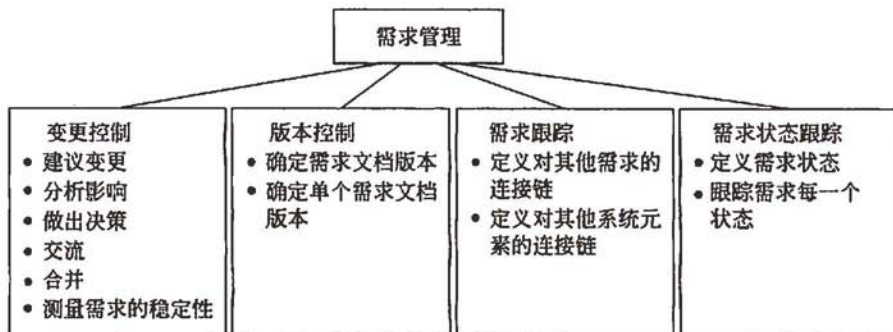 需求管理
变更控制
• 建议变更
• 分析影响
• 做出决策
• 交流
• 合并
• 测量需求的稳定性
版本控制
• 确定需求文档版本
• 确定单个需求文档
版本
需求跟踪
• 定义对其他需求的
连接链
• 定义对其他系统元
素的连接链
需求状态跟踪
• 定义需求状态
• 跟踪需求每一个
状态